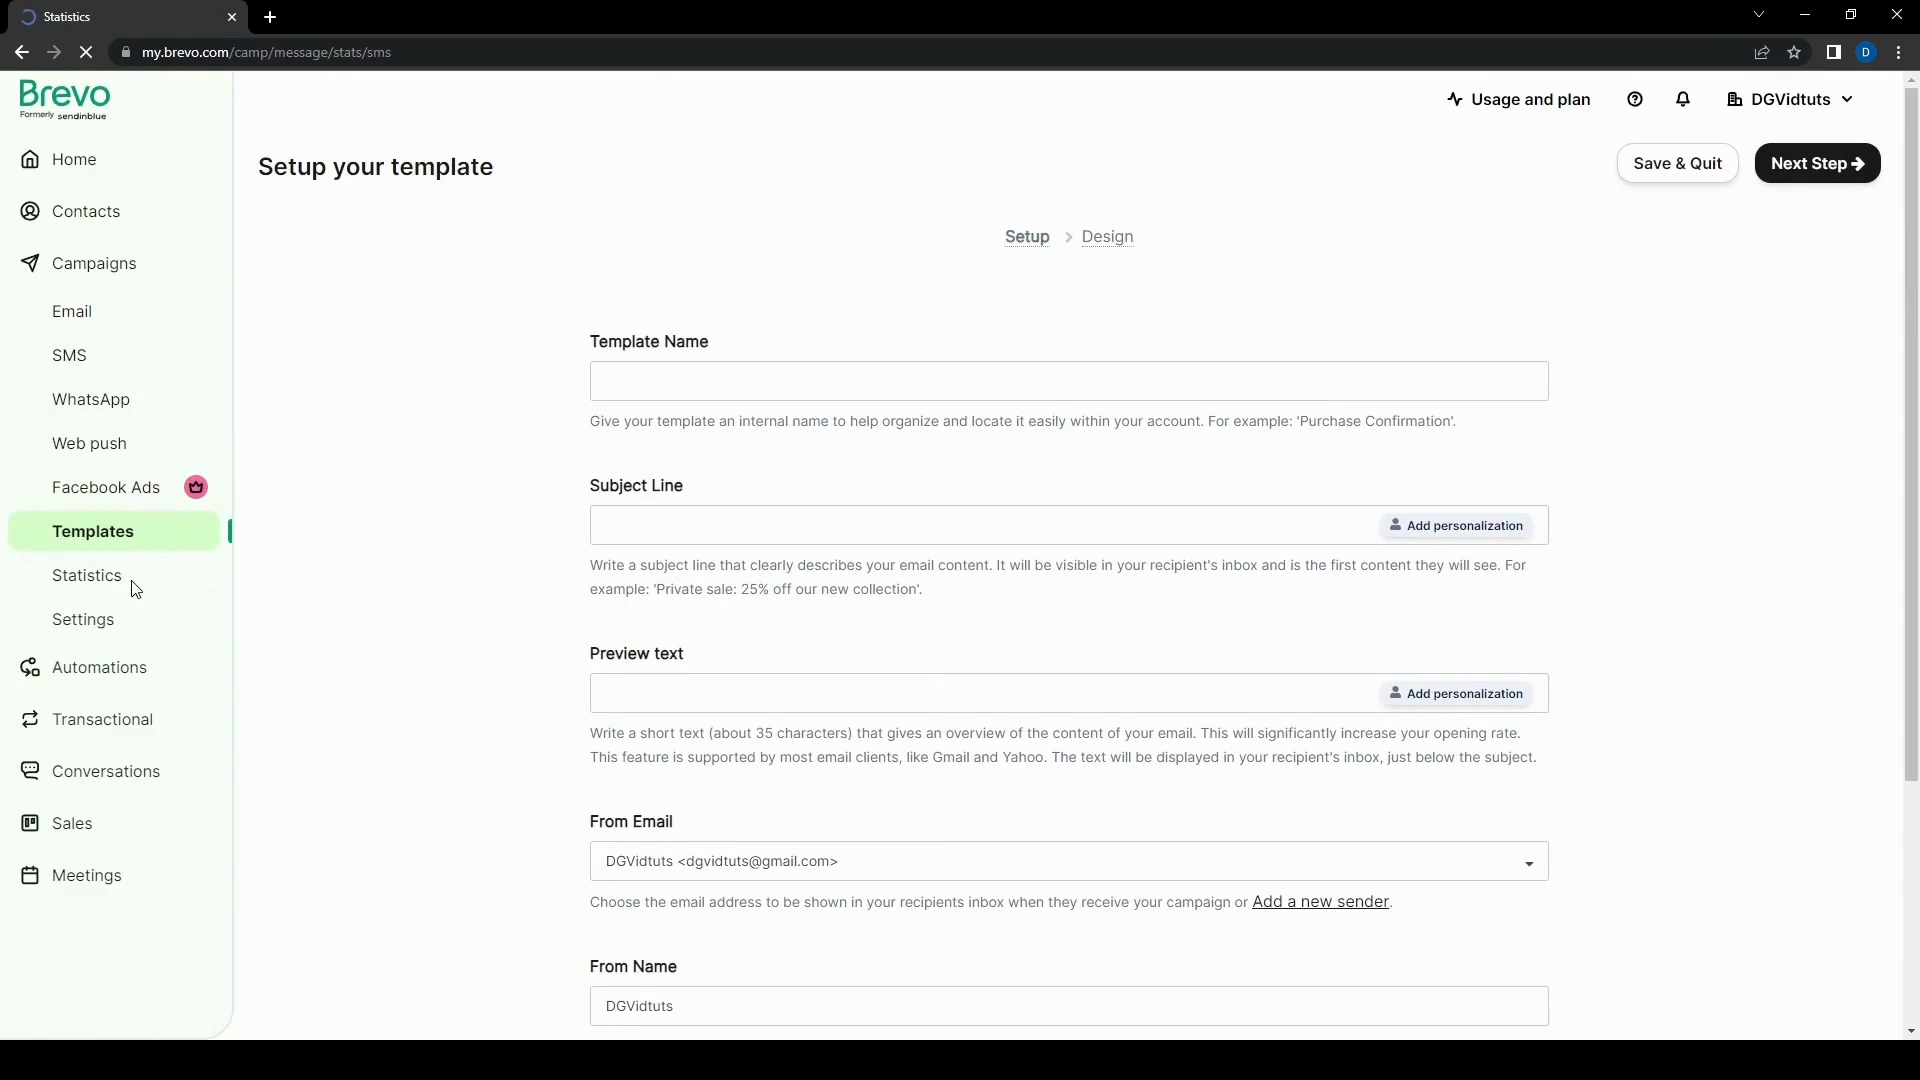 Statistics
my.brevo.com/camp/message/stats/sms
D
Brevo
Formerly sendinblue
Usage and plan
DGVidtuts
Home
Contacts
Campaigns
Email
SMS
WhatsApp
Web push
Facebook Ads
Templates
Statistics
Settings
Automations
Transactional
Conversations
Sales
Meetings
Setup your template
Save & Quit
Next Step
Setup
Design
Template Name
Give your template an internal name to help organize and locate it easily within your account. For example: 'Purchase Confirmation'.
Subject Line
Add personalization
Write a subject line that clearly describes your email content. It will be visible in your recipient's inbox and is the first content they will see. For
example: 'Private sale: 25% off our new collection'.
Preview text
Add personalization
Write a short text (about 35 characters) that gives an overview of the content of your email. This will significantly increase your opening rate.
This feature is supported by most email clients, like Gmail and Yahoo. The text will be displayed in your recipient's inbox, just below the subject.
From Email
DGVidtuts <dgvidtuts@gmail.com>
Choose the email address to be shown in your recipients inbox when they receive your campaign or Add a new sender.
From Name
DGVidtuts